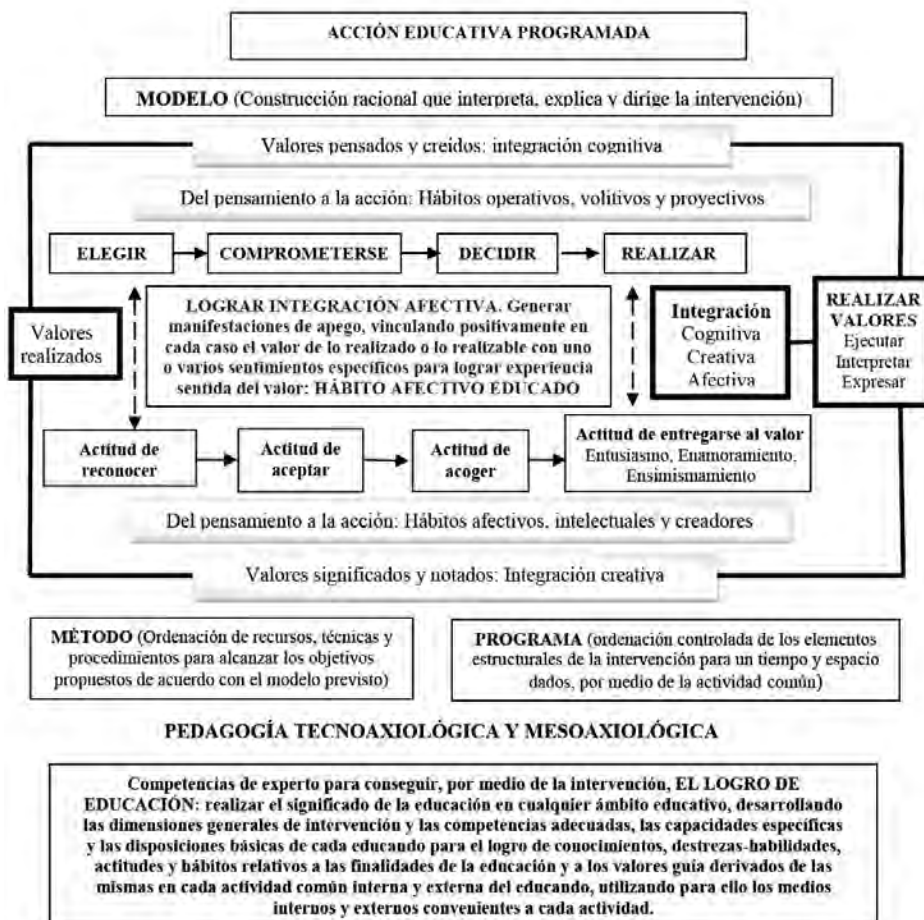 ACCIÓN EDUCATIVA PROGRAMADA
MODELO (Construcción racional que interpreta, explica y dirige la intervención)
Valores pensados y creídos: integración cognitiva
Del pensamiento a la acción: Hábitos operativos, volitivos y proyectivos
ELEGIR
COMPROMETERSE
DECIDIR
REALIZAR
Valores
realizados
LOGRAR INTEGRACIÓN AFECTIVA. Generar
manifestaciones de apego, vinculando positivamente en
cada caso el valor de lo realizado o lo realizable con uno
o varios sentimientos específicos para lograr experiencia
sentida del valor: HÁBITO AFECTIVO EDUCADO
Integración
Cognitiva
Creativa
Afectiva
REALIZAR
VALORES
Ejecutar
Interpretar
Expresar
Actitud de
reconocer
Actitud de
aceptar
Actitud de
acoger
Actitud de entregarse al valor
Entusiasmo, Enamoramiento,
Ensimismamiento
Del pensamiento a la acción: Hábitos afectivos, intelectuales y creadores
Valores significados y notados: Integración creativa
MÉTODO (Ordenación de recursos, técnicas y
procedimientos para alcanzar los objetivos
propuestos de acuerdo con el modelo previsto)
PROGRAMA (ordenación controlada de los elementos
estructurales de la intervención para un tiempo y espacio
dados, por medio de la actividad común)
PEDAGOGÍA TECNOAXIOLÓGICA Y MESOAXIOLÓGICA
Competencias de experto para conseguir, por medio de la intervención, EL LOGRO DE
EDUCACIÓN: realizar el significado de la educación en cualquier ámbito educativo, desarrollando
las dimensiones generales de intervención y las competencias adecuadas, las capacidades específicas
y las disposiciones básicas de cada educando para el logro de conocimientos, destrezas-habilidades,
actitudes y hábitos relativos a las finalidades de la educación y a los valores guía derivados de las
mismas en cada actividad común interna y externa del educando, utilizando para ello los medios
internos y externos convenientes a cada actividad.